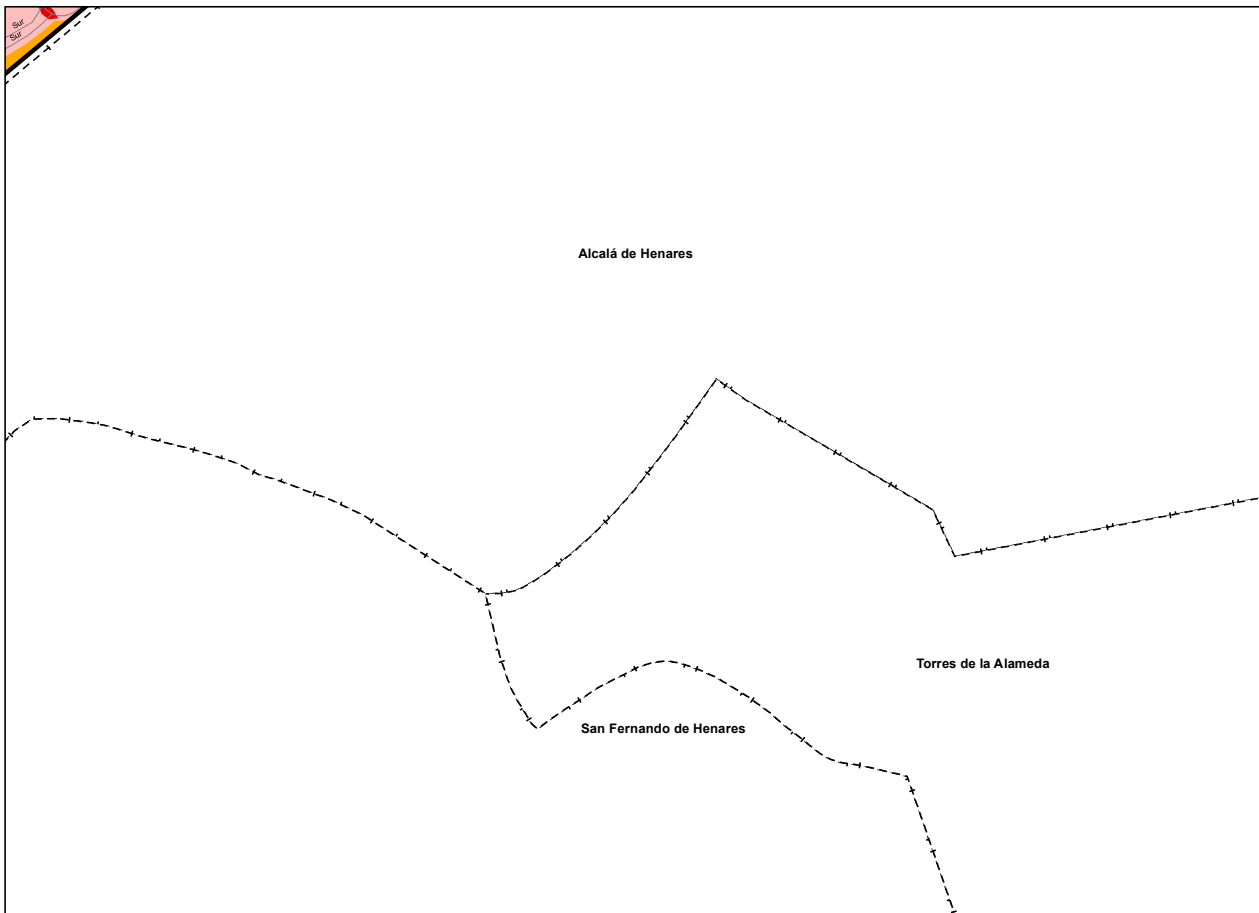 Sur
Sur
Alcalá de Henares
Torres de la Alameda
San Fernando de Henares